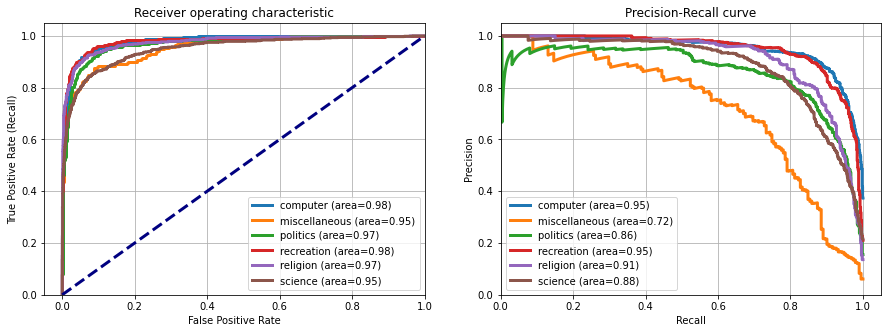 Receiver operating characteristic
True Positive Rate (Recall)
1.0
0.8
0.6
0.4
0.2
0.0
computer (area=0.98)
miscellaneous (area=0.95)
politics (area=0.97)
recreation (area=0.98)
religion (area=0.97)
science (area=0.95)
0.0 0.2 0.4 0.6 0.8 1.0
False Positive Rate
Precision-Recall curve
Precision
1.0
0.8
0.6
0.4
0.2
0.0
computer (area=0.95)
miscellaneous (area=0.72)
politics (area=0.86)
recreation (area=0.95)
religion (area=0.91)
science (area=0.88)
0.0 0.2 0.4 0.6 0.8 1.0
Recall